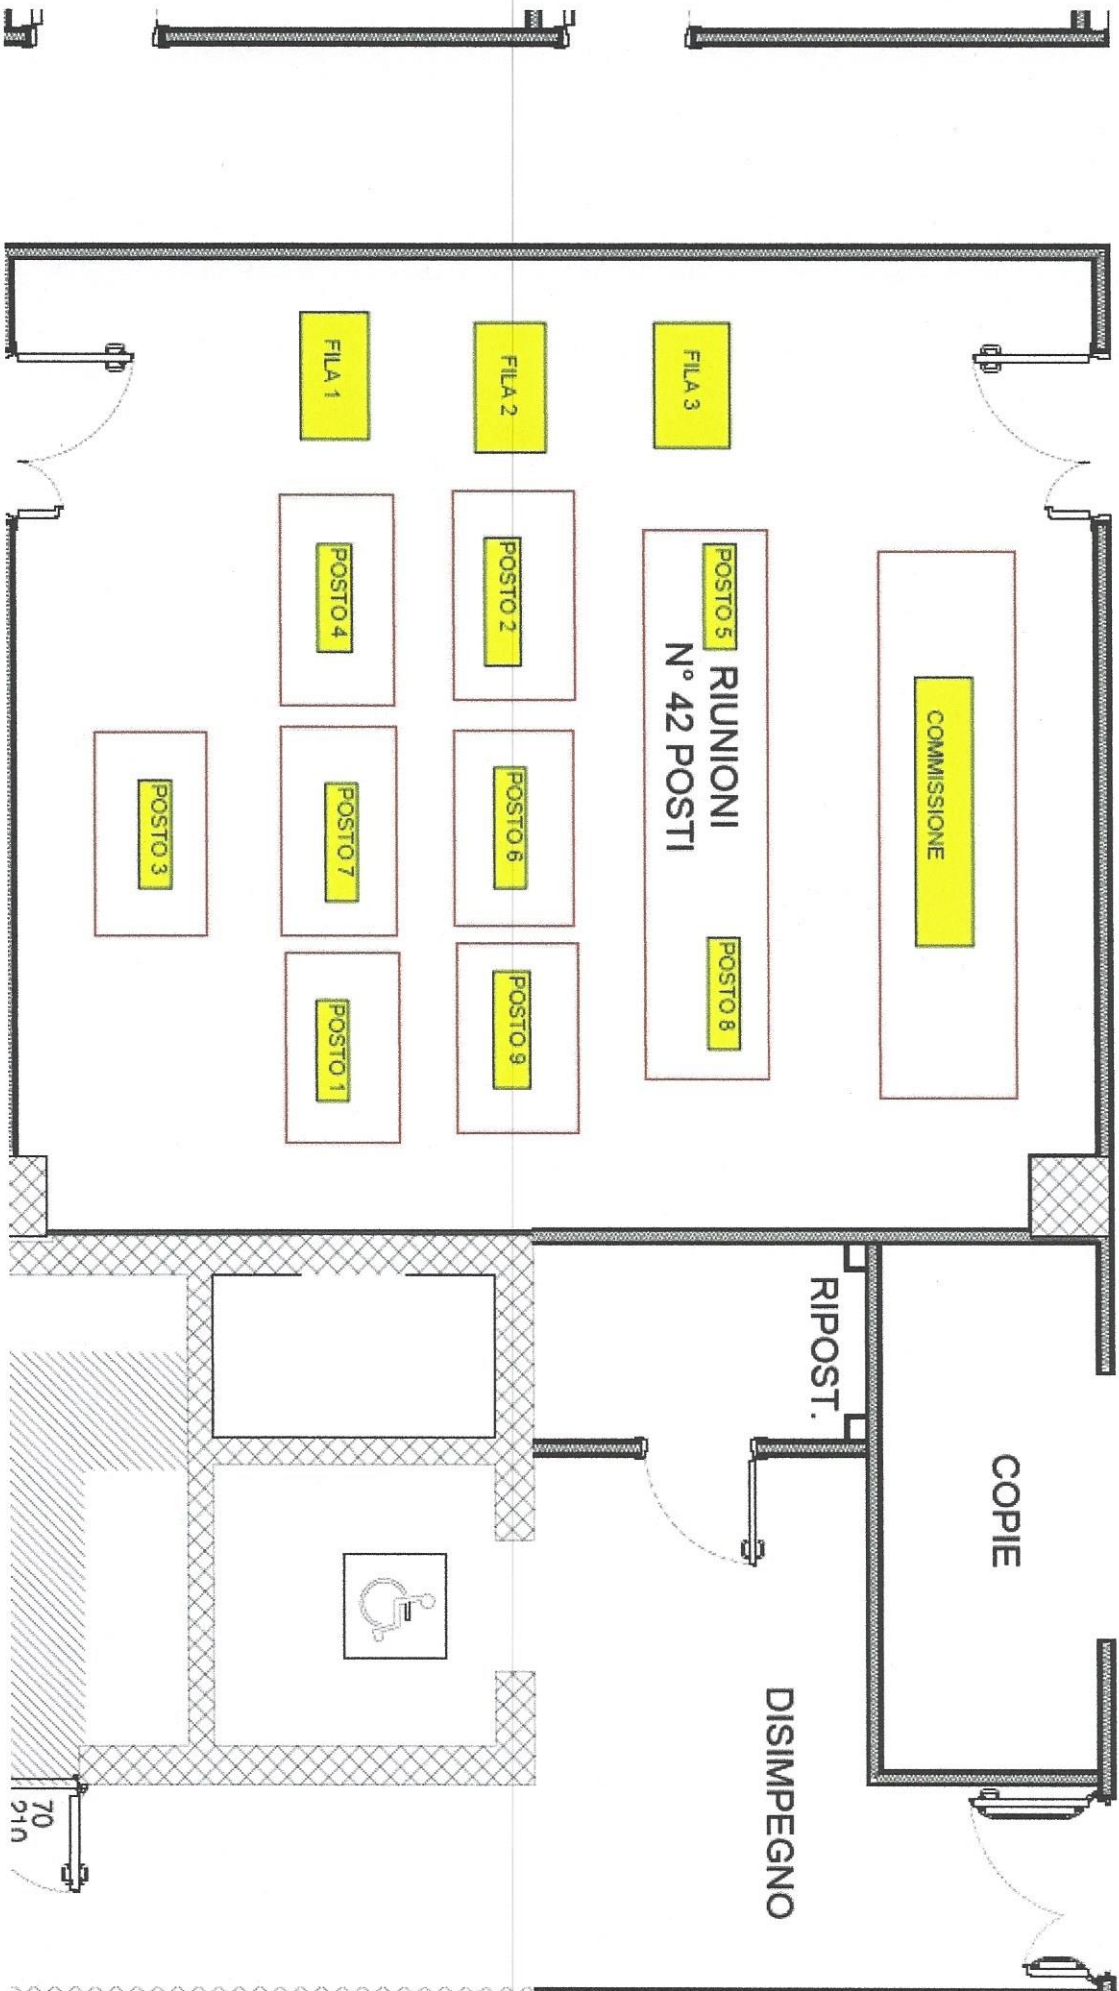 COMMISSIONE
POSTO 5
POSTO 8
RIUNIONI
N° 42 POSTI
FILA 3
FILA 2
POSTO 2
POSTO 6
POSTO 9
FILA 1
POSTO 4
POSTO 7
POSTO 1
POSTO 3
COPIE
RIPOST.
DISIMPEGNO
70
210